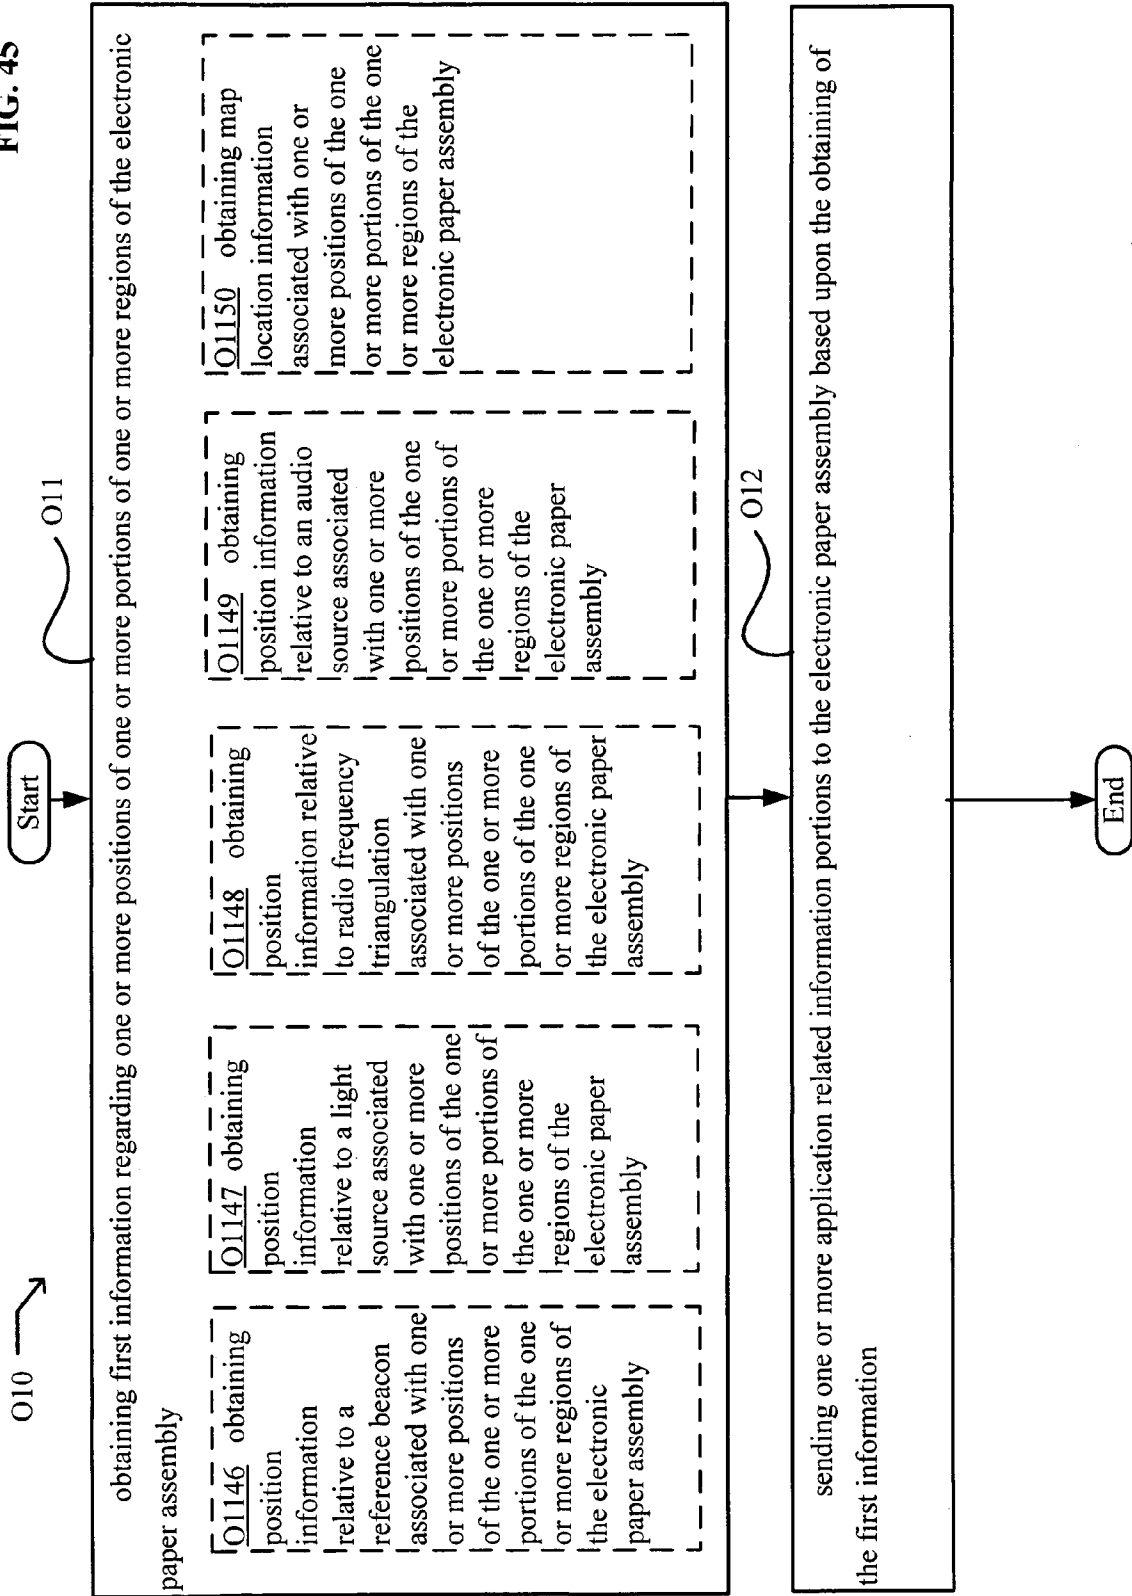 FIG. 45
O10
Start
O11
obtaining first information regarding one or more positions of one or more portions of one or more regions of the electronic
paper assembly
O1146 obtaining
position
information
relative to a
reference beacon
associated with one
or more positions
of the one or more
portions of the one
or more regions of
the electronic
paper assembly
O1147 obtaining
position
information
relative to a light
source associated
with one or more
positions of the one
or more portions of
the one or more
regions of the
electronic paper
assembly
O1148 obtaining
position
information relative
to radio frequency
triangulation
associated with one
or more positions
of the one or more
portions of the one
or more regions of
the electronic paper
assembly
O1149 obtaining
position information
relative to an audio
source associated
with one or more
positions of the one
or more portions of
the one or more
regions of the
electronic paper
assembly
O1150 obtaining map
location information
associated with one or
more positions of the one
or more portions of the one
or more regions of the
electronic paper assembly
O12
sending one or more application related information portions to the electronic paper assembly based upon the obtaining of
the first information
End